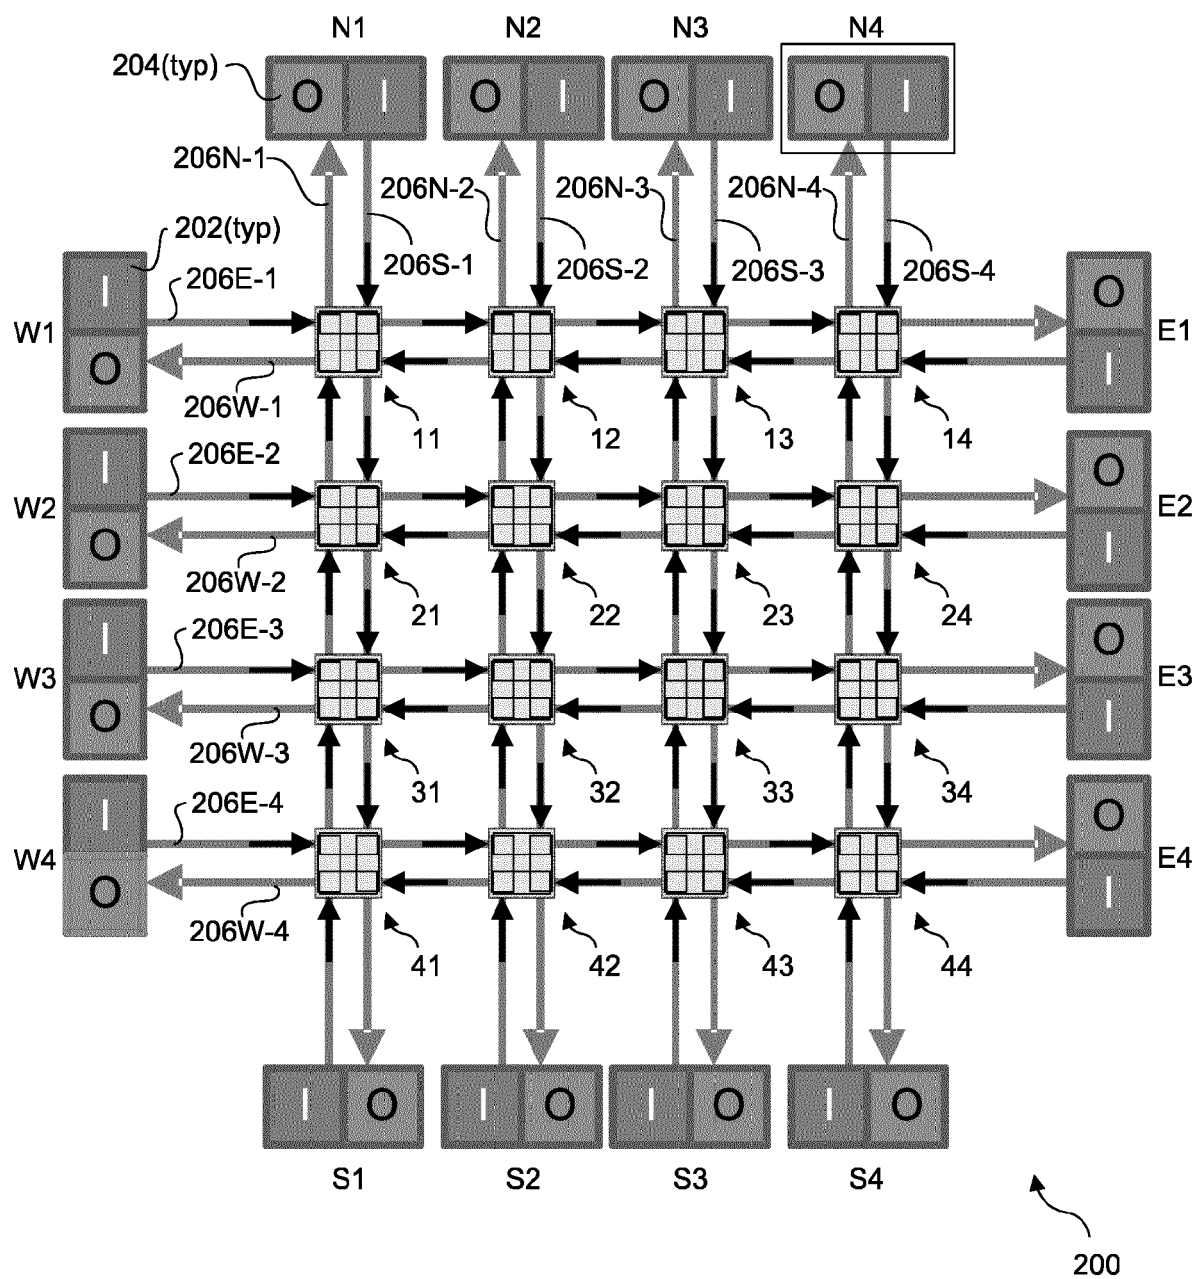 N1 N2 N3 N4
204(typ) O I O I O I O I
206N-1 206N-2 206N-3 206N-4
202(typ)
206S-1 206S-2 206S-3 206S-4
I 206E-1 O
W1 E1
O 206W-1 I
11 12 13 14
I 206E-2 O
W2 E2
O 206W-2 I
21 22 23 24
I 206E-3 O
W3 E3
O 206W-3 I
31 32 33 34
I 206E-4 O
W4 E4
O 206W-4 I
41 42 43 44
I O I O I O I O
S1 S2 S3 S4
200